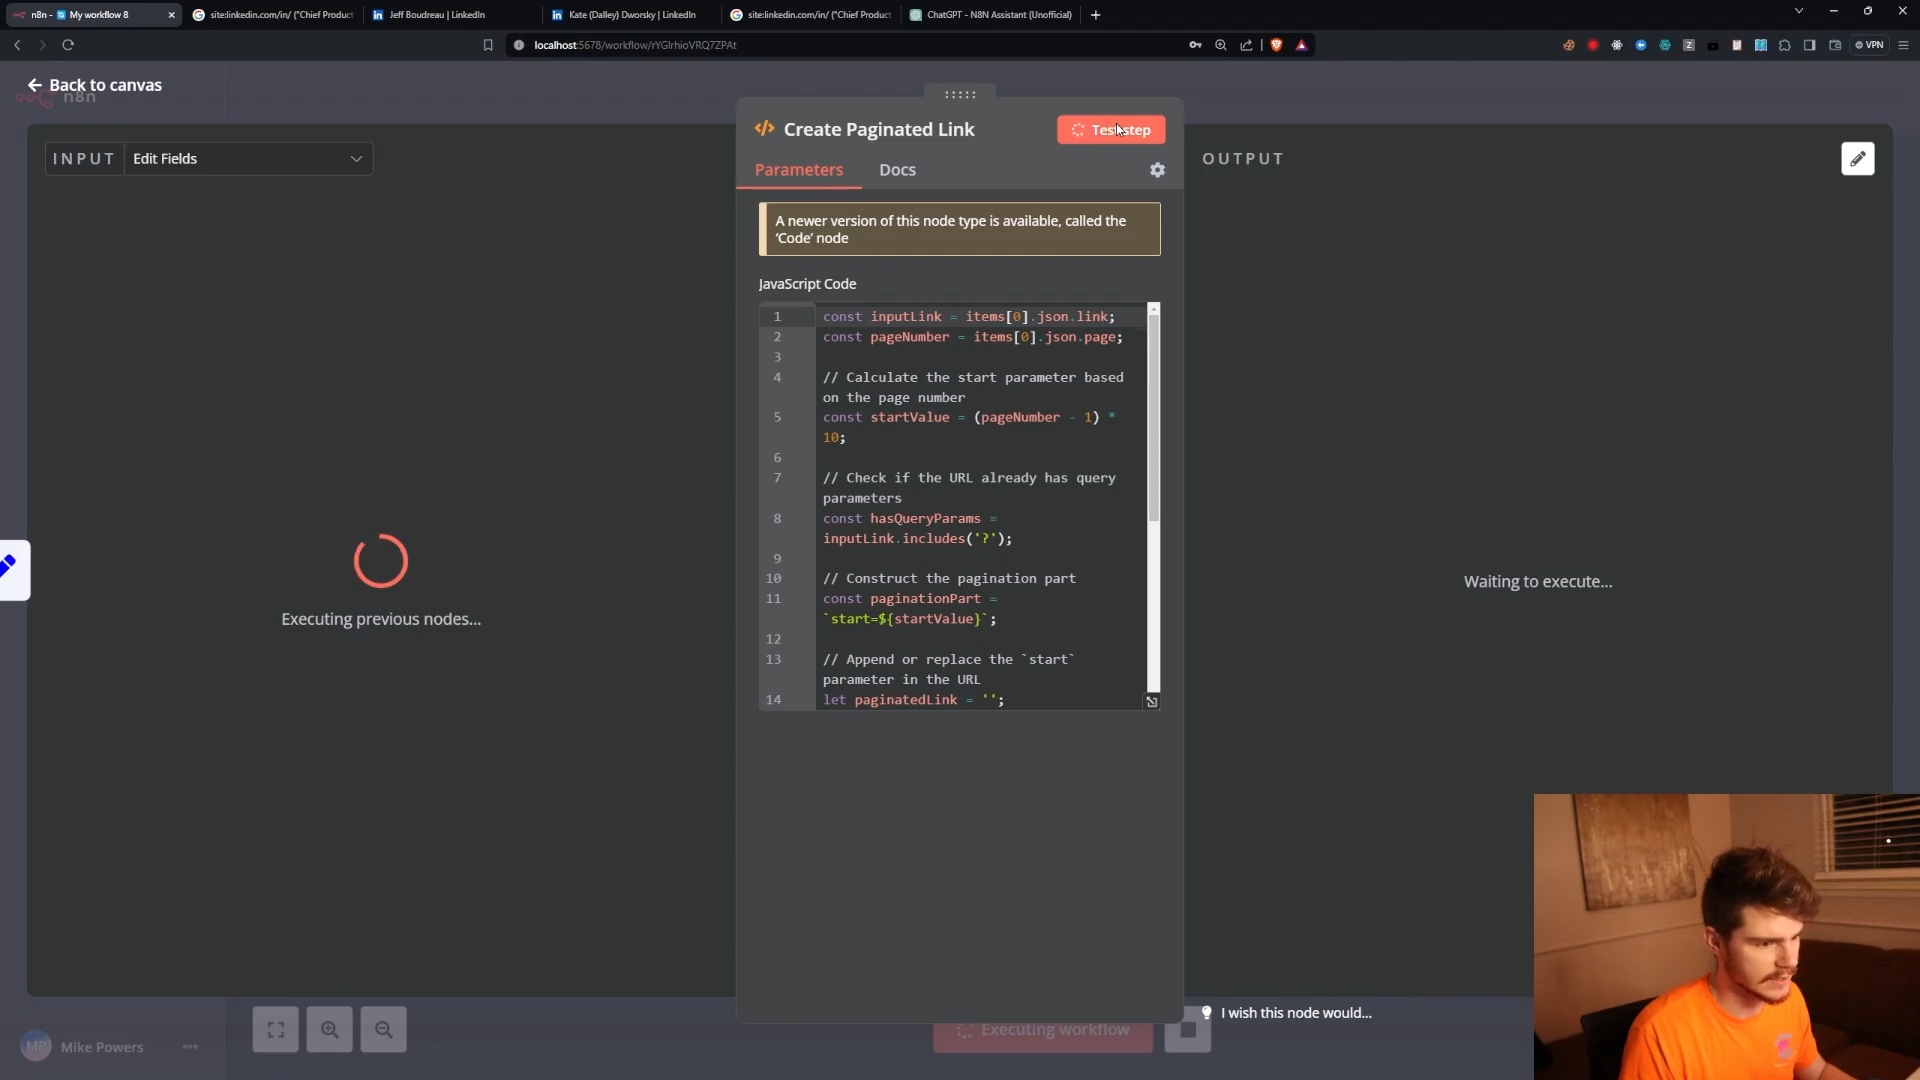 n8n - My workflow 8
site:linkedin.com/in/ ("Chief Product
Jeff Boudreau | LinkedIn
Kate (Dalley) Dworsky | LinkedIn
site:linkedin.com/in/ ("Chief Product
ChatGPT - N8N Assistant (Unofficial)
localhost:5678/workflow/rYGlrhioVRQ7ZPAt
VPN
Back to canvas
n8n
INPUT Edit Fields
Create Paginated Link
Test step
OUTPUT
Parameters
Docs
A newer version of this node type is available, called the
‘Code’ node
JavaScript Code
1 const inputLink = items[0].json.link;
2 const pageNumber = items[0].json.page;
3
4 // Calculate the start parameter based
on the page number
5 const startValue = (pageNumber - 1) *
10;
6
7 // Check if the URL already has query
parameters
8 const hasQueryParams =
inputLink.includes('?');
9
10 // Construct the pagination part
11 const paginationPart =
`start=${startValue}`;
12
13 // Append or replace the `start`
parameter in the URL
14 let paginatedLink = '';
Executing previous nodes...
Waiting to execute...
I wish this node would...
Executing workflow
MP Mike Powers